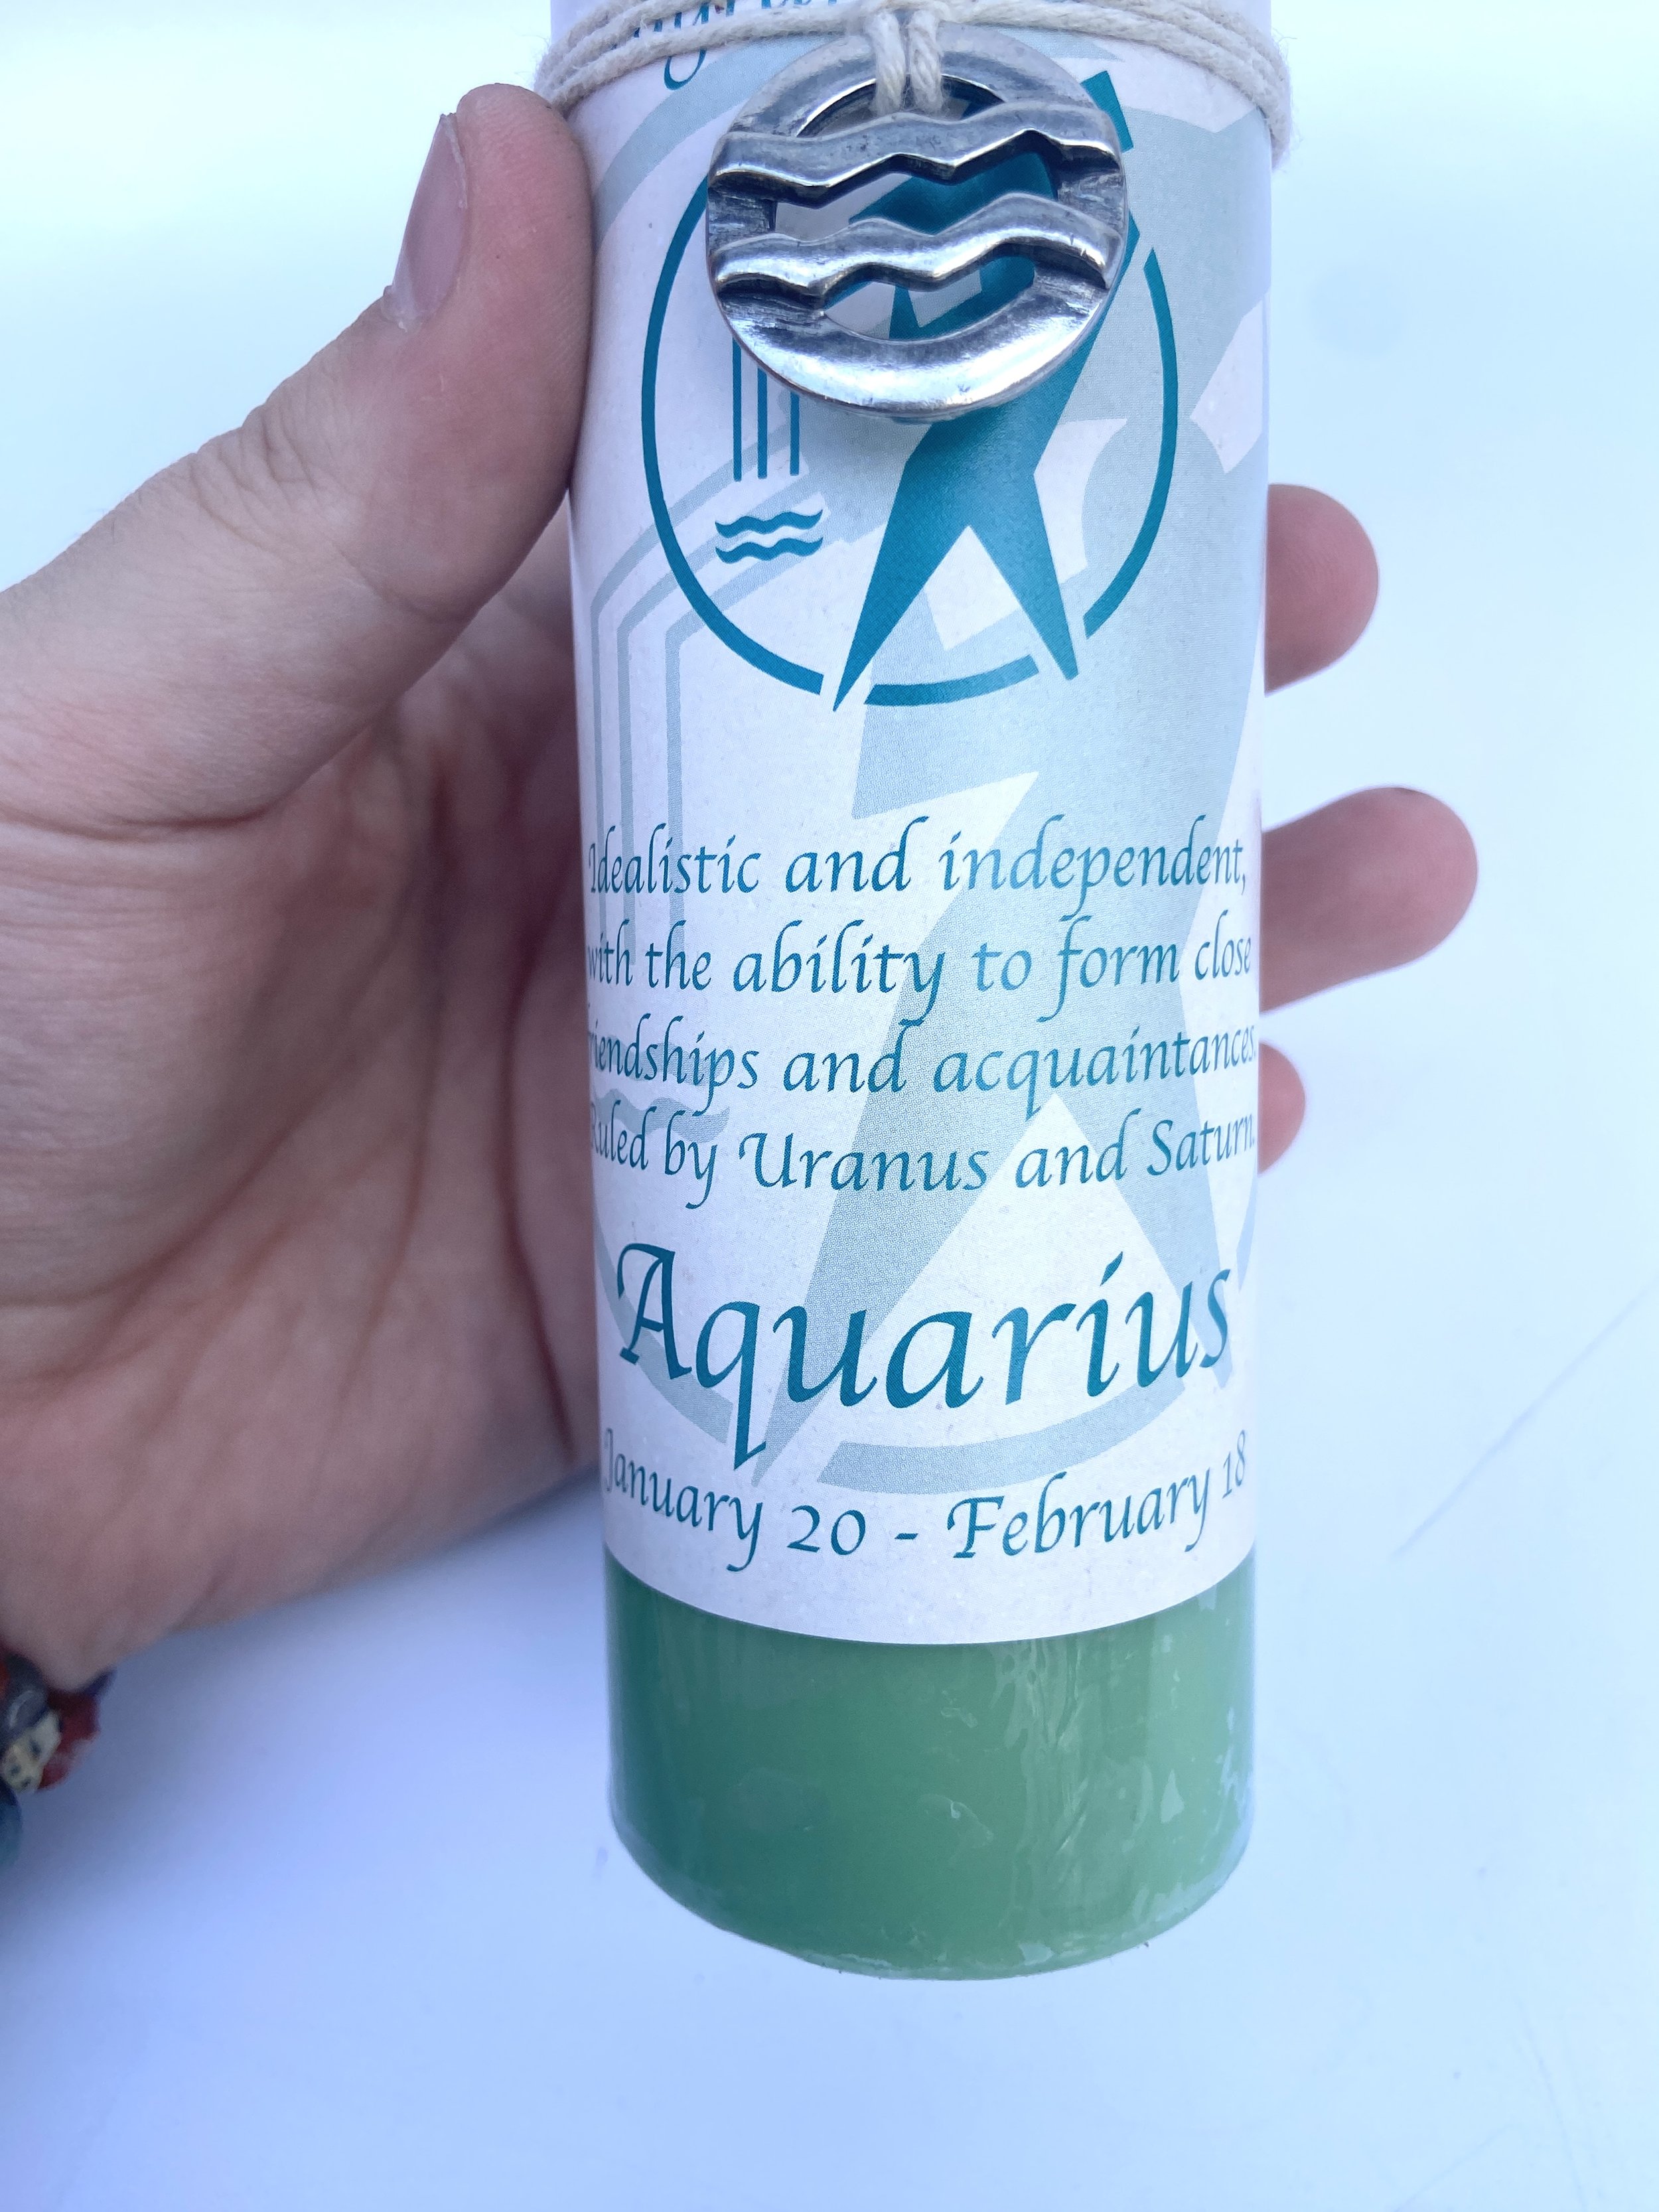 Idealistic and independent,
with the ability to form close
friendships and acquaintances.
Ruled by Uranus and Saturn.
Aquarius
January 20 - February 18